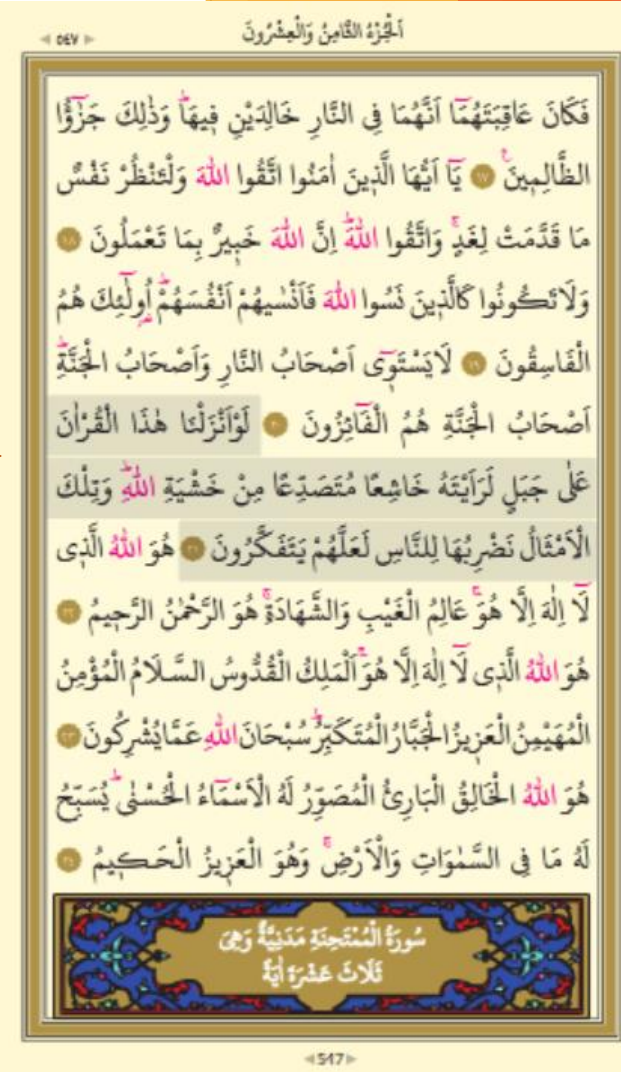 اَلْجُزْءُ الثَّامِنُ وَالْعِشْرُونَ
٥٤٧
فَكَانَ عَاقِبَتَهُمَٓا اَنَّهُمَا فِي النَّارِ خَالِدَيْنِ فٖيهَاۜ وَذٰلِكَ جَزٰٓؤُا
الظَّالِمٖينَࣖ ١٧ يَٓا اَيُّهَا الَّذٖينَ اٰمَنُوا اتَّقُوا اللّٰهَ وَلْتَنْظُرْ نَفْسٌ
مَا قَدَّمَتْ لِغَدٍۚ وَاتَّقُوا اللّٰهَۜ اِنَّ اللّٰهَ خَبٖيرٌ بِمَا تَعْمَلُونَ ١٨
وَلَا تَكُونُوا كَالَّذٖينَ نَسُوا اللّٰهَ فَاَنْسٰيهُمْ اَنْفُسَهُمْۜ اُو۬لٰٓئِكَ هُمُ
الْفَاسِقُونَ ١٩ لَا يَسْتَوٖٓي اَصْحَابُ النَّارِ وَاَصْحَابُ الْجَنَّةِۜ
اَصْحَابُ الْجَنَّةِ هُمُ الْفَٓائِزُونَ ٢٠ لَوْ اَنْزَلْنَا هٰذَا الْقُرْاٰنَ
عَلٰى جَبَلٍ لَرَاَيْتَهُ خَاشِعًا مُتَصَدِّعًا مِنْ خَشْيَةِ اللّٰهِۜ وَتِلْكَ
الْاَمْثَالُ نَضْرِبُهَا لِلنَّاسِ لَعَلَّهُمْ يَتَفَكَّرُونَ ٢١ هُوَ اللّٰهُ الَّذٖي
لَٓا اِلٰهَ اِلَّا هُوَۚ عَالِمُ الْغَيْبِ وَالشَّهَادَةِۚ هُوَ الرَّحْمٰنُ الرَّحٖيمُ ٢٢
هُوَ اللّٰهُ الَّذٖي لَٓا اِلٰهَ اِلَّا هُوَۚ اَلْمَلِكُ الْقُدُّوسُ السَّلَامُ الْمُؤْمِنُ
الْمُهَيْمِنُ الْعَزٖيزُ الْجَبَّارُ الْمُتَكَبِّرُۜ سُبْحَانَ اللّٰهِ عَمَّا يُشْرِكُونَ ٢٣
هُوَ اللّٰهُ الْخَالِقُ الْبَارِئُ الْمُصَوِّرُ لَهُ الْاَسْمَٓاءُ الْحُسْنٰىۜ يُسَبِّحُ
لَهُ مَا فِي السَّمٰوَاتِ وَالْاَرْضِۚ وَهُوَ الْعَزٖيزُ الْحَكٖيمُ ٢٤
سُورَةُ الْمُمْتَحِنَةِ مَدَنِيَّةٌ وَهِيَ
ثَلَاثَ عَشْرَةَ اٰيَةً
547